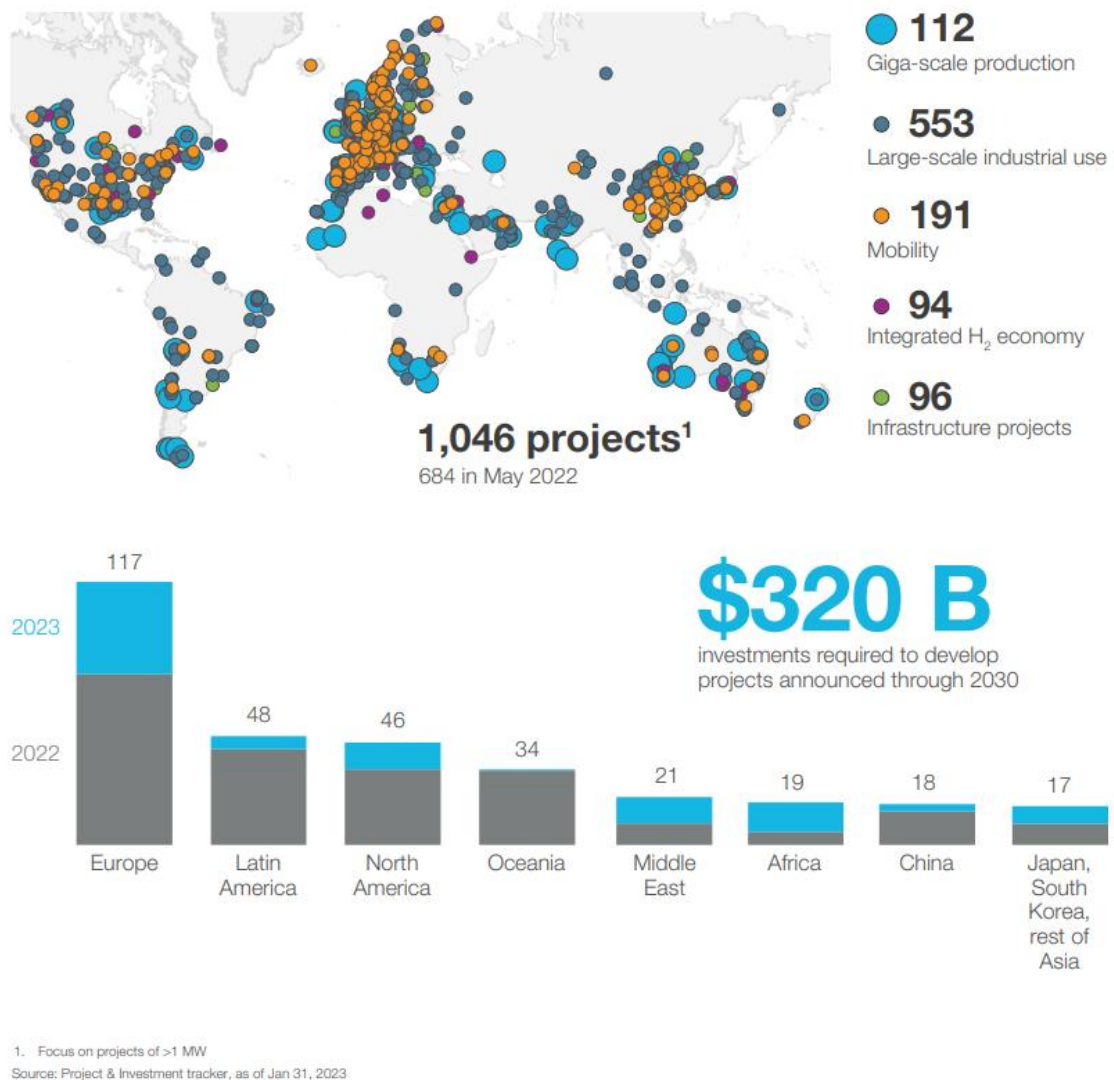 112
Giga-scale production
553
Large-scale industrial use
191
Mobility
94
Integrated H₂ economy
96
Infrastructure projects
1,046 projects¹
684 in May 2022
$320 B
investments required to develop
projects announced through 2030
2023
2022
117
48
46
34
21
19
18
17
Europe
Latin
America
North
America
Oceania
Middle
East
Africa
China
Japan,
South
Korea,
rest of
Asia
1. Focus on projects of >1 MW
Source: Project & Investment tracker, as of Jan 31, 2023